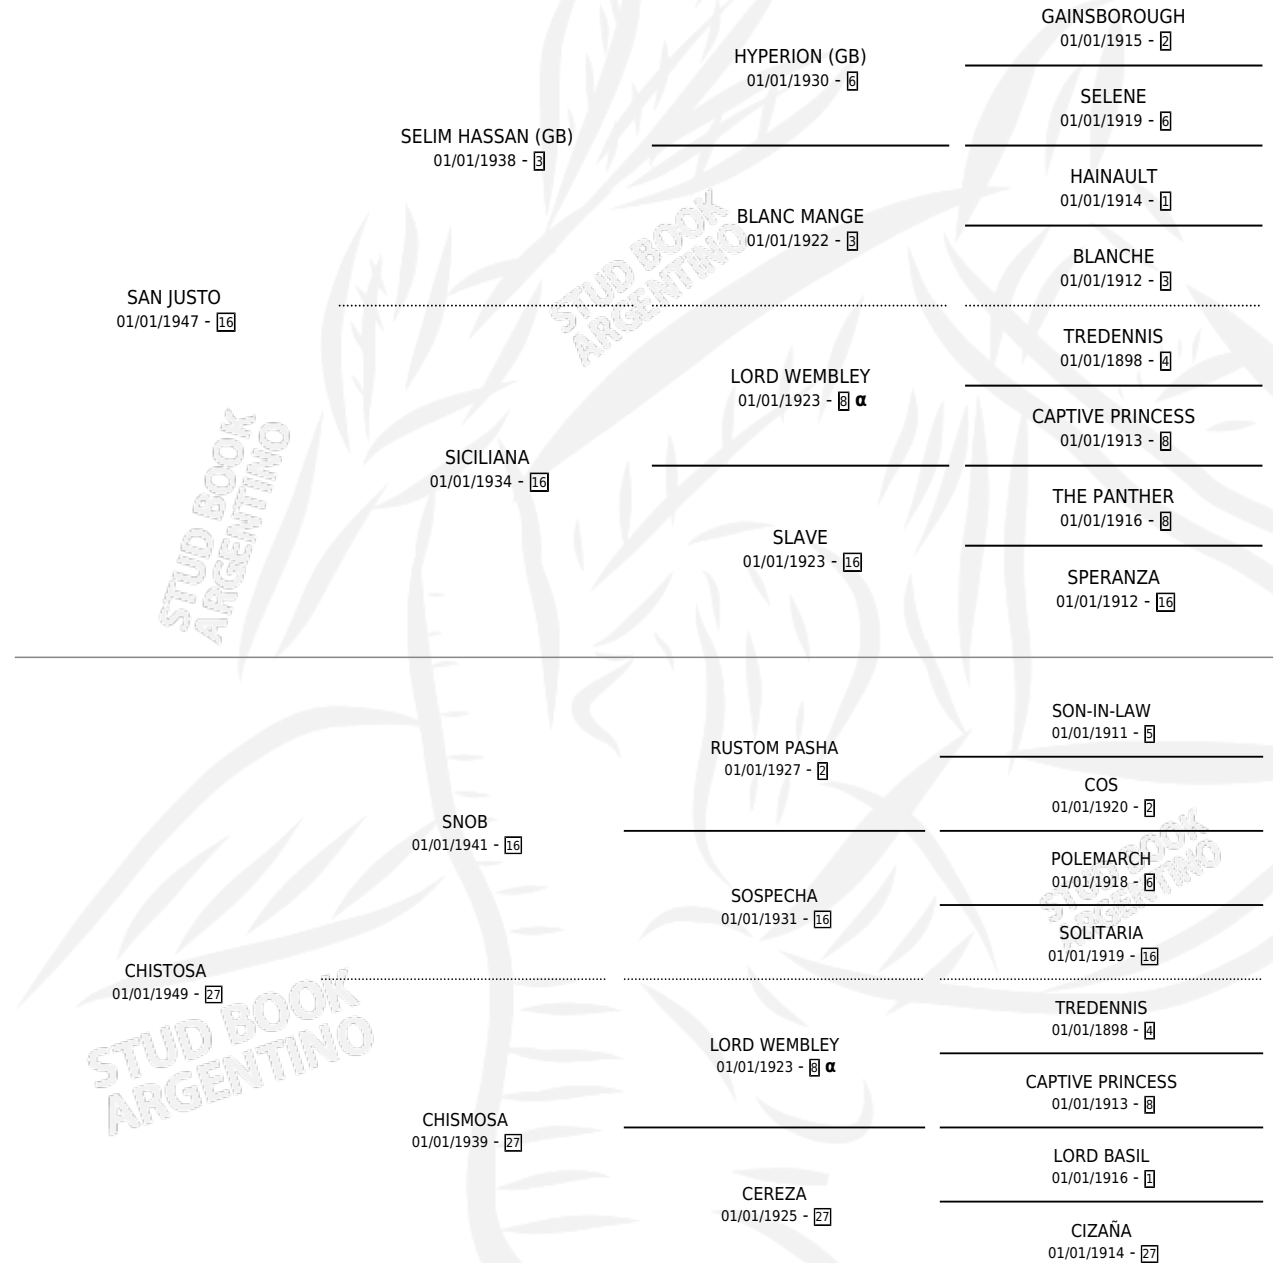 GAINSBOROUGH
01/01/1915 - 2
HYPERION (GB)
01/01/1930 - 6
SELENE
01/01/1919 - 6
SELIM HASSAN (GB)
01/01/1938 - 3
HAINAULT
01/01/1914 - 1
BLANC MANGE
01/01/1922 - 3
BLANCHE
01/01/1912 - 3
STUD BOOK
ARGENTINO
SAN JUSTO
01/01/1947 - 16
TREDENNIS
01/01/1898 - 4
LORD WEMBLEY
01/01/1923 - 8 α
CAPTIVE PRINCESS
01/01/1913 - 8
SICILIANA
01/01/1934 - 16
THE PANTHER
01/01/1916 - 8
SLAVE
01/01/1923 - 16
SPERANZA
01/01/1912 - 16
STUD BOOK
ARGENTINO
SON-IN-LAW
01/01/1911 - 5
RUSTOM PASHA
01/01/1927 - 2
COS
01/01/1920 - 2
SNOB
01/01/1941 - 16
POLEMARCH
01/01/1918 - 6
SOSPECHA
01/01/1931 - 16
SOLITARIA
01/01/1919 - 16
STUD BOOK
ARGENTINO
CHISTOSA
01/01/1949 - 27
TREDENNIS
01/01/1898 - 4
LORD WEMBLEY
01/01/1923 - 8 α
CAPTIVE PRINCESS
01/01/1913 - 8
CHISMOSA
01/01/1939 - 27
LORD BASIL
01/01/1916 - 1
CEREZA
01/01/1925 - 27
CIZAÑA
01/01/1914 - 27
STUD BOOK
ARGENTINO